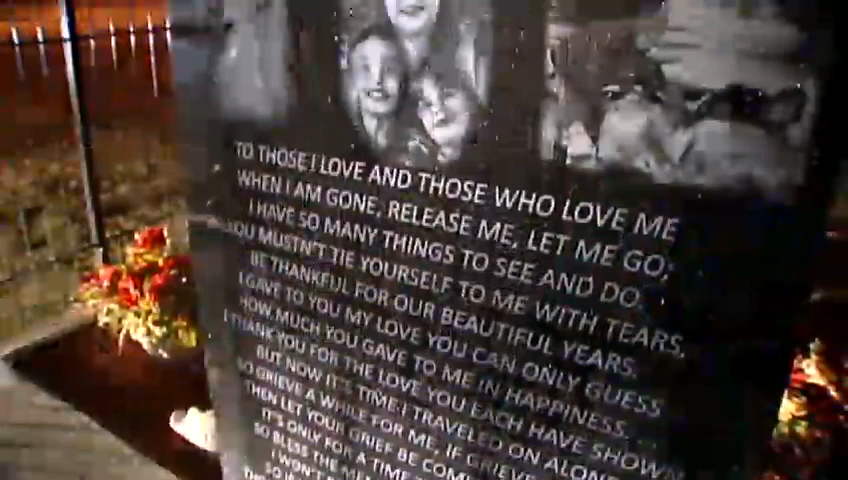 TO THOSE I LOVE AND THOSE WHO LOVE ME
WHEN I AM GONE, RELEASE ME, LET ME GO;
I HAVE SO MANY THINGS TO SEE AND DO.
YOU MUSTN'T TIE YOURSELF TO ME WITH TEARS,
BE THANKFUL FOR OUR BEAUTIFUL YEARS.
I GAVE TO YOU MY LOVE YOU CAN ONLY GUESS
HOW MUCH YOU GAVE TO ME IN HAPPINESS.
I THANK YOU FOR THE LOVE YOU EACH HAVE SHOWN
BUT NOW IT'S TIME I TRAVELED ON ALONE
SO GRIEVE A WHILE FOR ME, IF GRIEVE
THEN LET YOUR GRIEF BE
IT'S ONLY FOR A TIME
SO BLESS THE
I WON'T